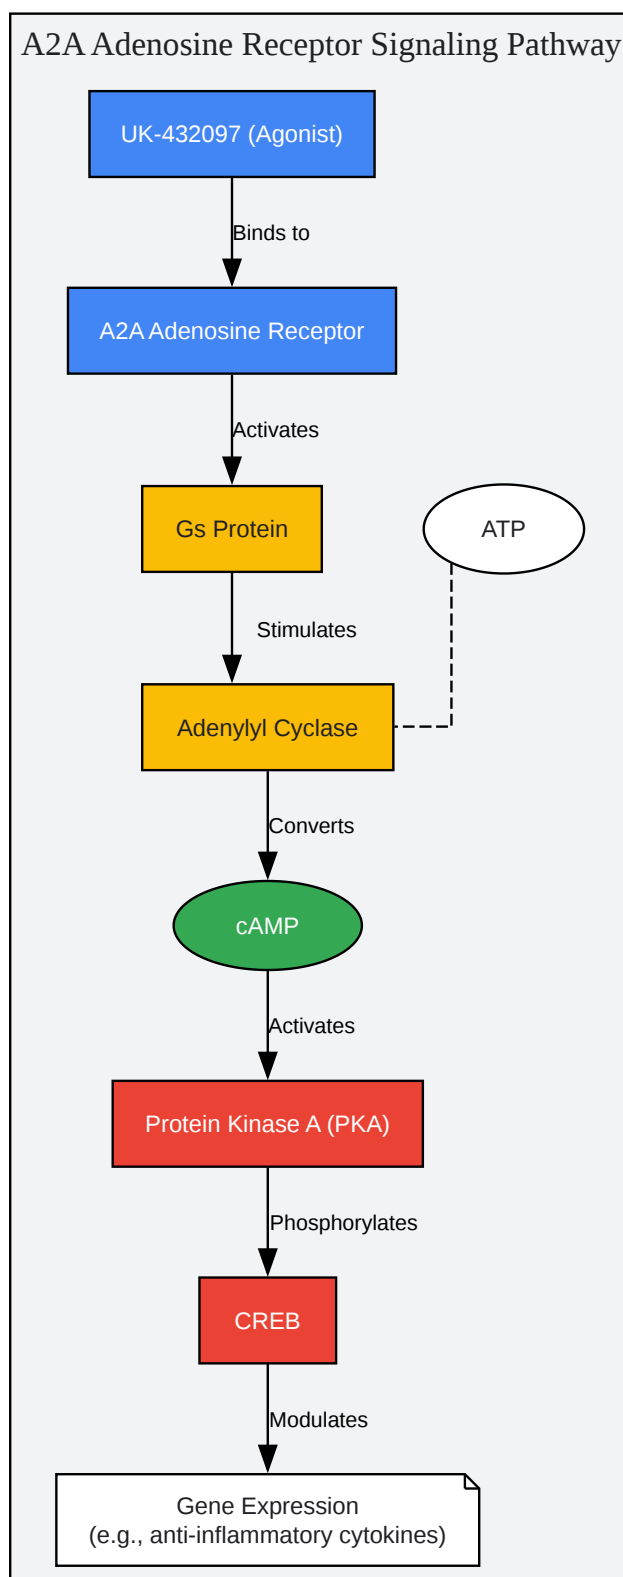 A2A Adenosine Receptor Signaling Pathway
UK-432097 (Agonist)
Binds to
A2A Adenosine Receptor
Activates
Gs Protein
ATP
Stimulates
Adenylyl Cyclase
Converts
cAMP
Activates
Protein Kinase A (PKA)
Phosphorylates
CREB
Modulates
Gene Expression
(e.g., anti-inflammatory cytokines)